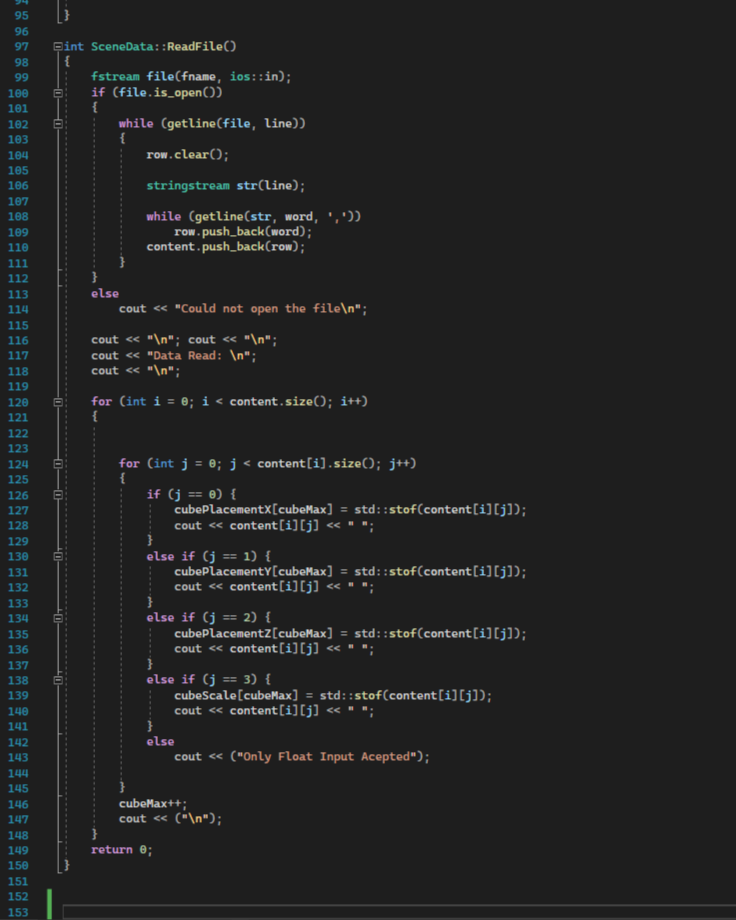 94
95 }
96
97 int SceneData::ReadFile()
98 {
99     fstream file(fname, ios::in);
100     if (file.is_open())
101     {
102         while (getline(file, line))
103         {
104             row.clear();
105
106             stringstream str(line);
107
108             while (getline(str, word, ','))
109                 row.push_back(word);
110             content.push_back(row);
111         }
112     }
113     else
114         cout << "Could not open the file\n";
115
116     cout << "\n"; cout << "\n";
117     cout << "Data Read: \n";
118     cout << "\n";
119
120     for (int i = 0; i < content.size(); i++)
121     {
122
123
124         for (int j = 0; j < content[i].size(); j++)
125         {
126             if (j == 0) {
127                 cubePlacementX[cubeMax] = std::stof(content[i][j]);
128                 cout << content[i][j] << " ";
129             }
130             else if (j == 1) {
131                 cubePlacementY[cubeMax] = std::stof(content[i][j]);
132                 cout << content[i][j] << " ";
133             }
134             else if (j == 2) {
135                 cubePlacementZ[cubeMax] = std::stof(content[i][j]);
136                 cout << content[i][j] << " ";
137             }
138             else if (j == 3) {
139                 cubeScale[cubeMax] = std::stof(content[i][j]);
140                 cout << content[i][j] << " ";
141             }
142             else
143                 cout << ("Only Float Input Acepted");
144
145         }
146         cubeMax++;
147         cout << ("\n");
148     }
149     return 0;
150 }
151
152
153